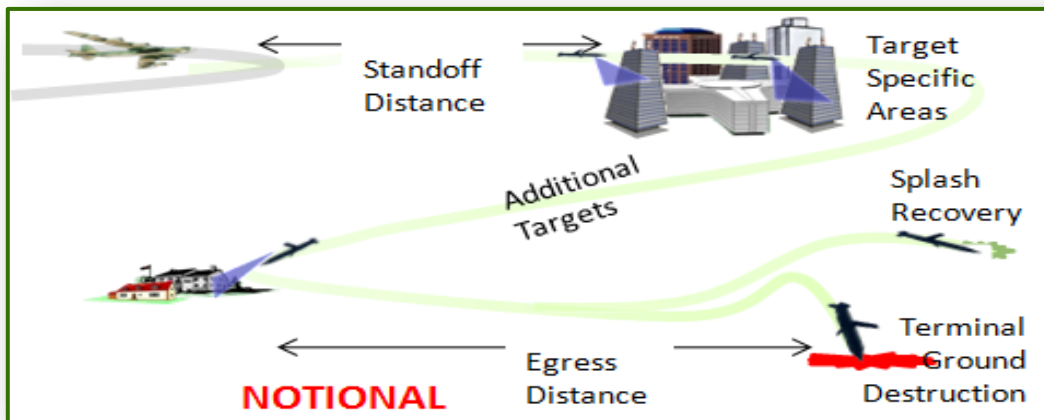 Standoff
Distance
Target
Specific
Areas
Additional
Targets
Splash
Recovery
Terminal
Ground
Destruction
Egress
Distance
NOTIONAL